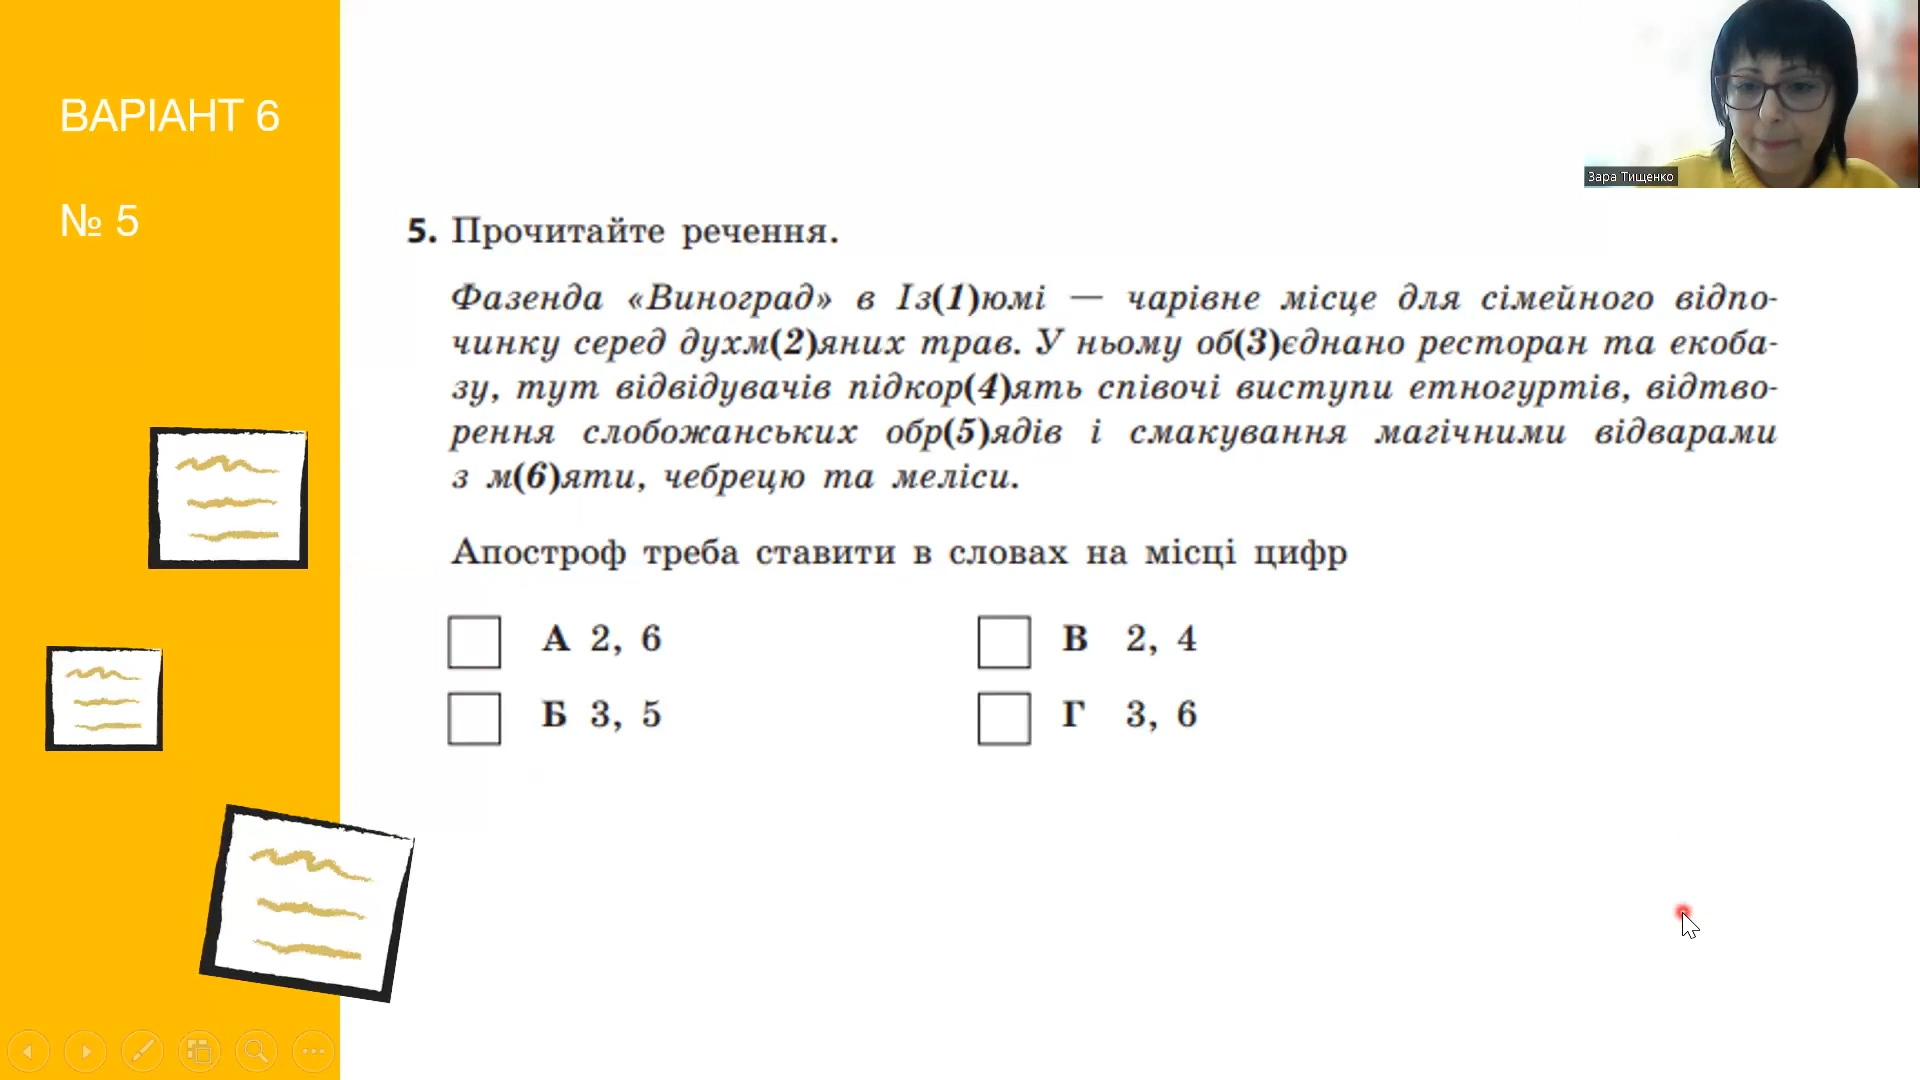 ВАРІАНТ 6
№ 5
Зара Тищенко
5. Прочитайте речення.
Фазенда «Виноград» в Із(1)юмі — чарівне місце для сімейного відпо-
чинку серед духм(2)яних трав. У ньому об(3)єднано ресторан та екоба-
зу, тут відвідувачів підкор(4)ять співочі виступи етногуртів, відтво-
рення слобожанських обр(5)ядів і смакування магічними відварами
з м(6)яти, чебрецю та меліси.
Апостроф треба ставити в словах на місці цифр
А 2, 6
В 2, 4
Б 3, 5
Г 3, 6